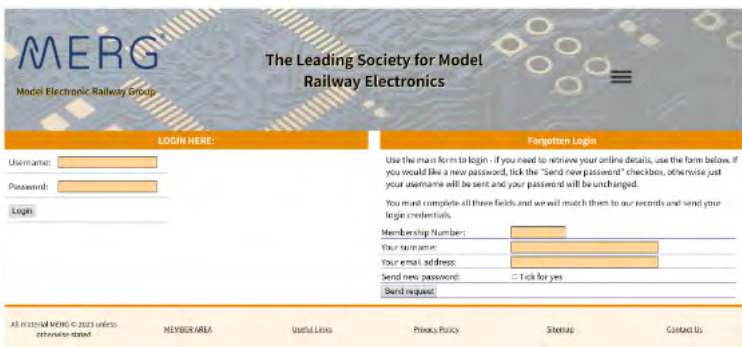 MERG
Model Electronic Railway Group
The Leading Society for Model
Railway Electronics
LOGIN HERE:
Username:
Password:
Login
Forgotten Login
Use the main form to login - if you need to retrieve your online details, use the form below. If
you would like a new password, tick the "Send new password" checkbox, otherwise just
your username will be sent and your password will be unchanged.
You must complete all three fields and we will match them to our records and send your
login credentials.
Membership Number:
Your surname:
Your email address:
Send new password:
Tick for yes
Send request
All material MERG © 2023 unless
otherwise stated
MEMBER AREA
Useful Links
Privacy Policy
Sitemap
Contact Us